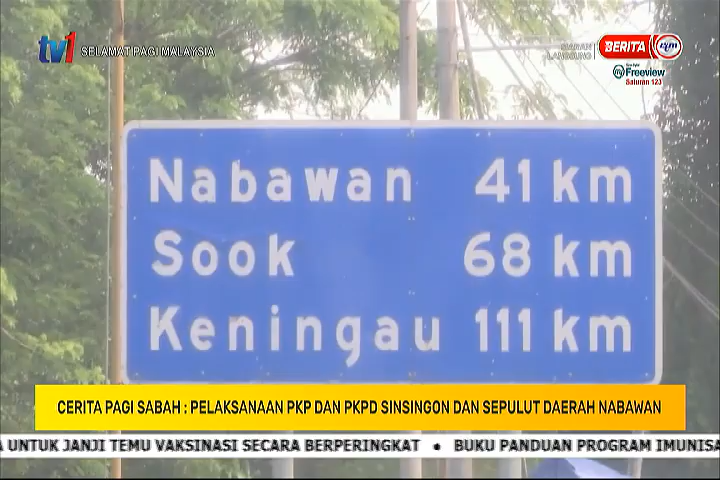 tv1 SELAMAT PAGI MALAYSIA
SIARAN LANGSUNG
BERITA rtm
Freeview
Saluran 123
Nabawan 41 km
Sook 68 km
Keningau 111 km
CERITA PAGI SABAH : PELAKSANAAN PKP DAN PKPD SINSINGON DAN SEPULUT DAERAH NABAWAN
A UNTUK JANJI TEMU VAKSINASI SECARA BERPERINGKAT • BUKU PANDUAN PROGRAM IMUNISA